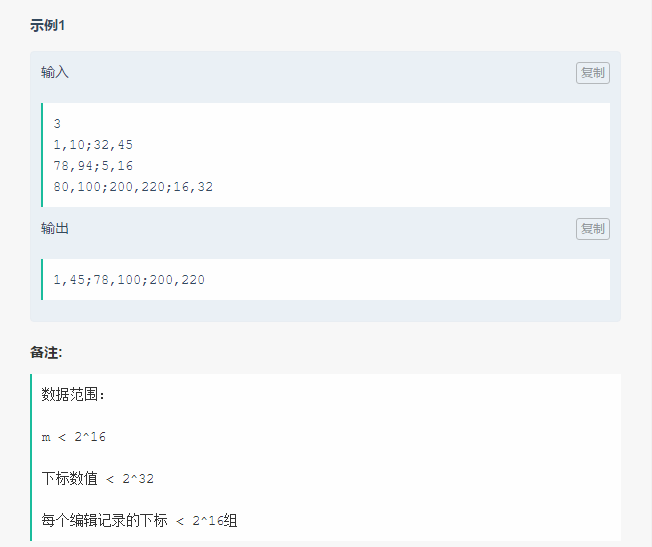 示例1
输入
复制
3
1,10;32,45
78,94;5,16
80,100;200,220;16,32
输出
复制
1,45;78,100;200,220
备注:
数据范围：
m < 2^16
下标数值 < 2^32
每个编辑记录的下标 < 2^16组